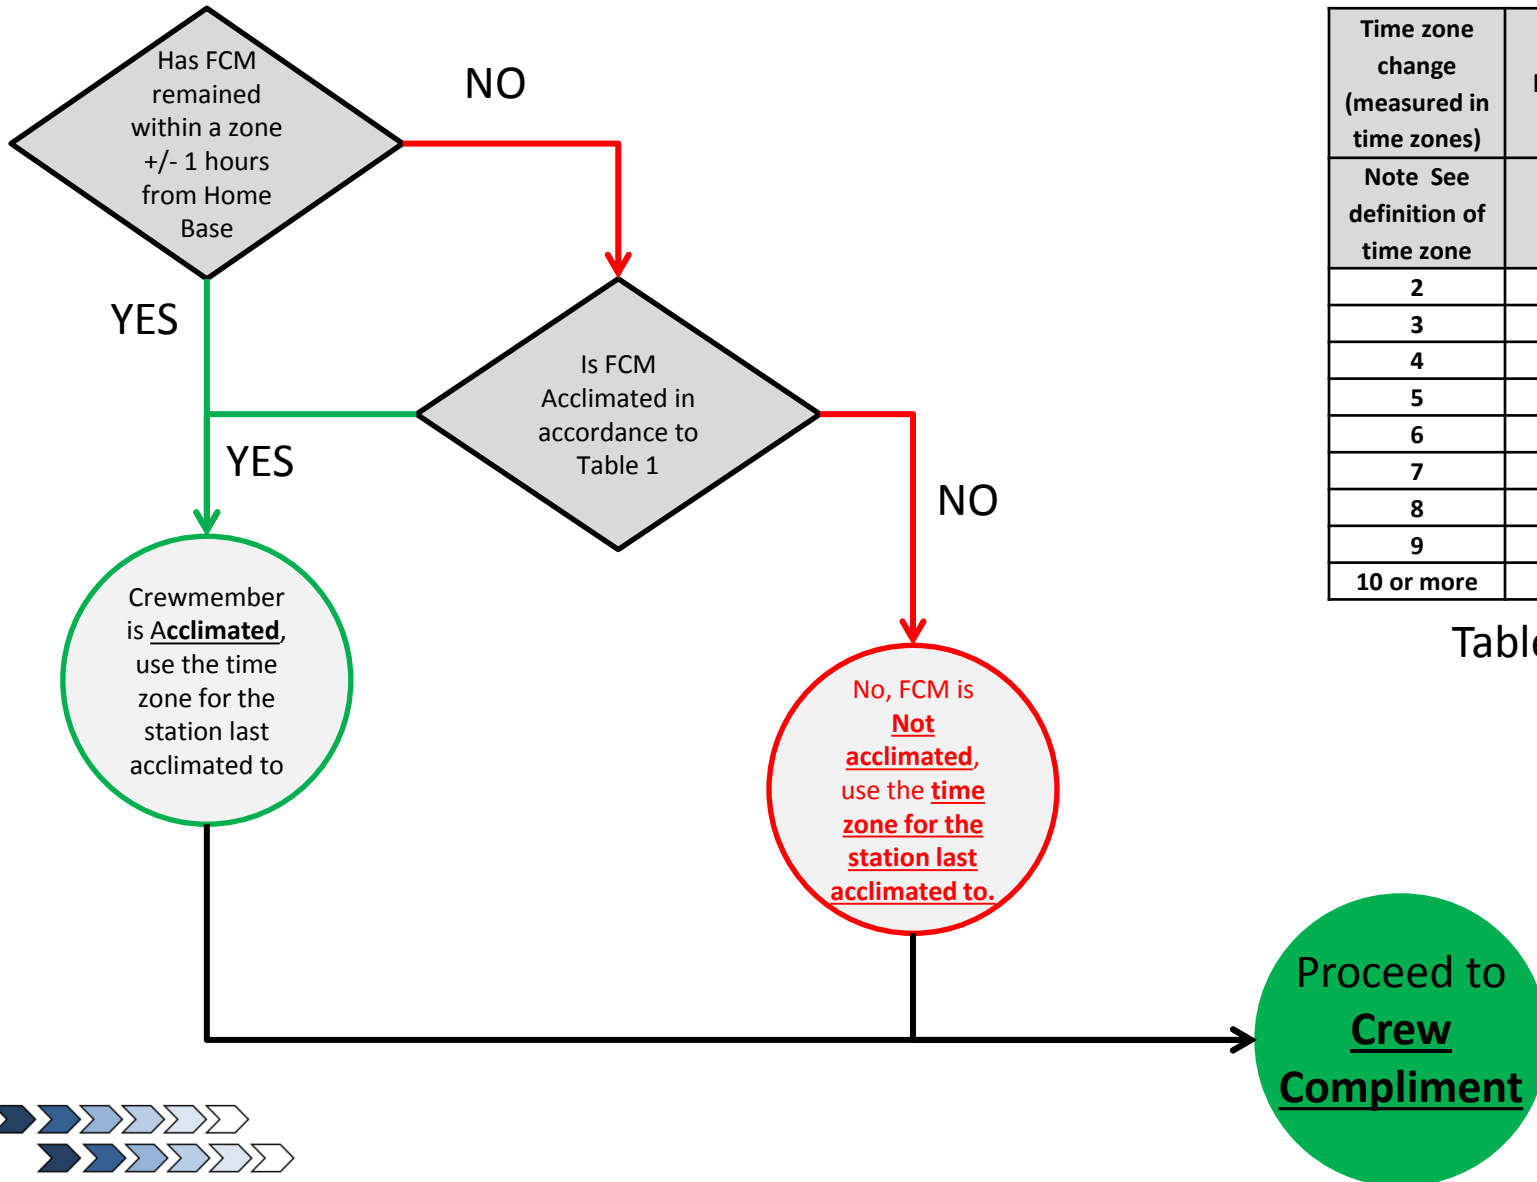 Has FCM
remained
within a zone
+/- 1 hours
from Home
Base
NO
YES
Is FCM
Acclimated in
accordance to
Table 1
YES
NO
Crewmember
is Acclimated,
use the time
zone for the
station last
acclimated to
No, FCM is
Not
acclimated,
use the time
zone for the
station last
acclimated to.
Proceed to
Crew
Compliment
Time zone
change
(measured in
time zones)
Note See
definition of
time zone
2
3
4
5
6
7
8
9
10 or more